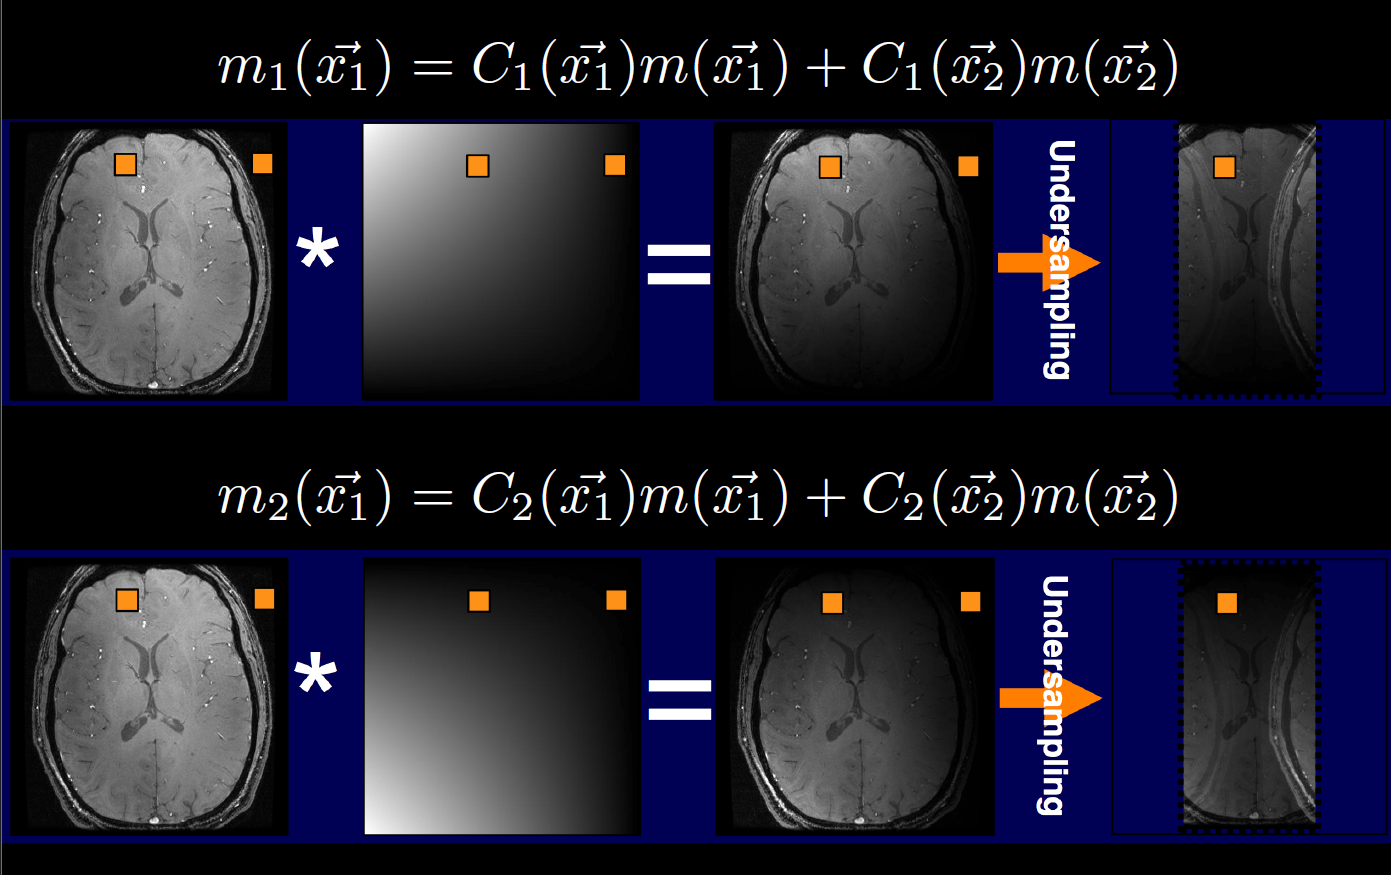 m₁(x⃗₁) = C₁(x⃗₁)m(x⃗₁) + C₁(x⃗₂)m(x⃗₂)
*
=
Undersampling
m₂(x⃗₁) = C₂(x⃗₁)m(x⃗₁) + C₂(x⃗₂)m(x⃗₂)
*
=
Undersampling